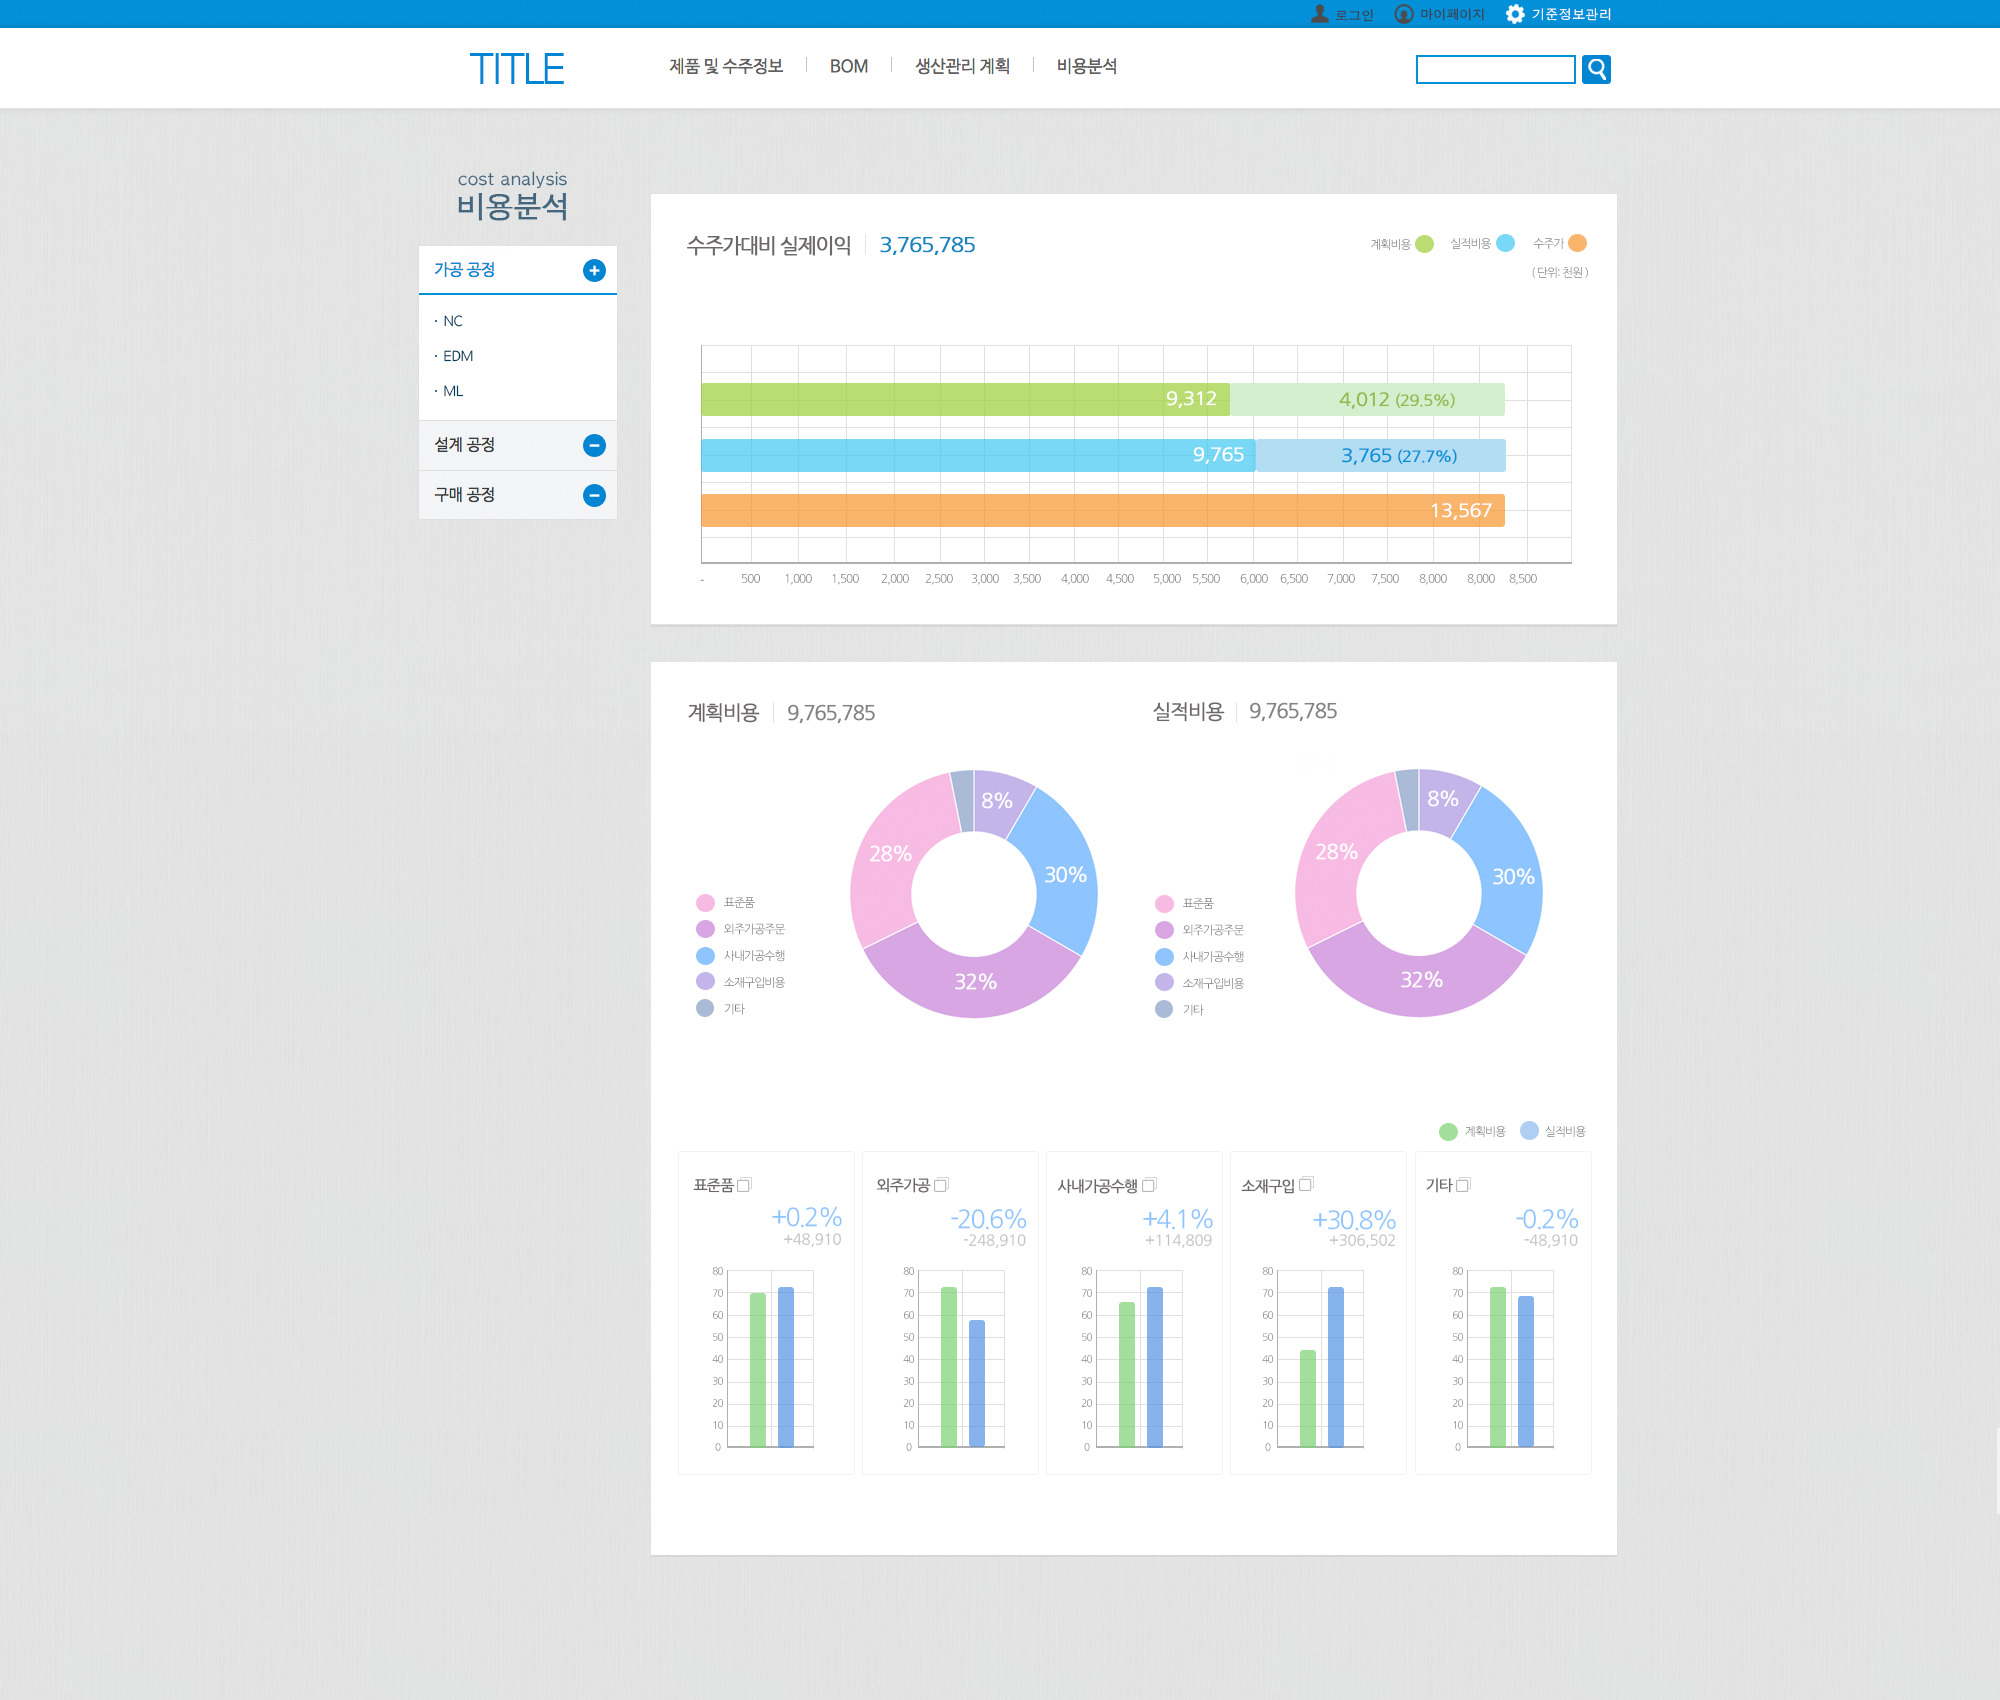 로그인 마이페이지 기준정보관리
TITLE 제품 및 수주정보 BOM 생산관리 계획 비용분석
cost analysis
비용분석
가공 공정
· NC
· EDM
· ML
설계 공정
구매 공정
수주가대비 실제이익 3,765,785
계획비용 실적비용 수주가
( 단위: 천원 )
9,312 4,012 (29.5%)
9,765 3,765 (27.7%)
13,567
- 500 1,000 1,500 2,000 2,500 3,000 3,500 4,000 4,500 5,000 5,500 6,000 6,500 7,000 7,500 8,000 8,000 8,500
계획비용 9,765,785
8%
30%
32%
28%
표준품
외주가공주문
사내가공수행
소재구입비용
기타
실적비용 9,765,785
8%
30%
32%
28%
표준품
외주가공주문
사내가공수행
소재구입비용
기타
계획비용 실적비용
표준품
+0.2%
+48,910
80
70
60
50
40
30
20
10
0
외주가공
-20.6%
-248,910
80
70
60
50
40
30
20
10
0
사내가공수행
+4.1%
+114,809
80
70
60
50
40
30
20
10
0
소재구입
+30.8%
+306,502
80
70
60
50
40
30
20
10
0
기타
-0.2%
-48,910
80
70
60
50
40
30
20
10
0